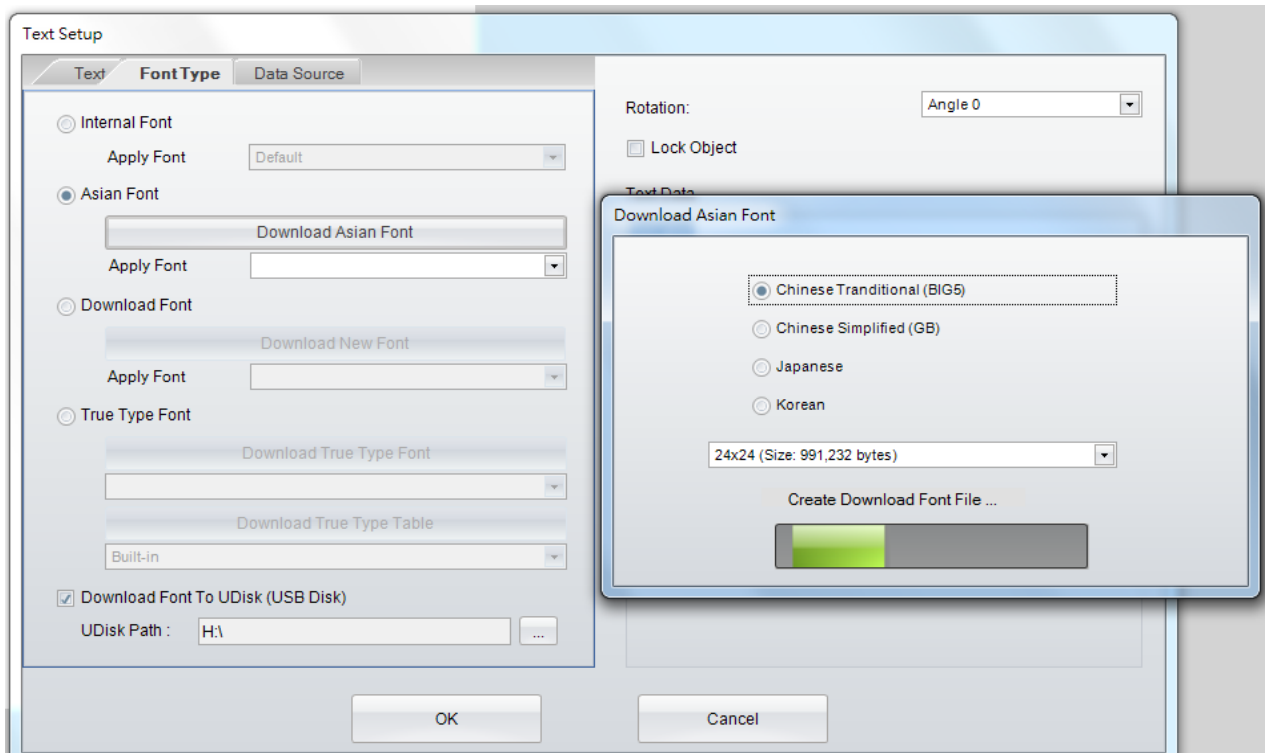 Text Setup
Text
Font Type
Data Source
Internal Font
Apply Font
Default
Asian Font
Download Asian Font
Apply Font
Download Font
Download New Font
Apply Font
True Type Font
Download True Type Font
Download True Type Table
Built-in
Download Font To UDisk (USB Disk)
UDisk Path :
H:\
...
Rotation:
Angle 0
Lock Object
Text Data
Download Asian Font
Chinese Tranditional (BIG5)
Chinese Simplified (GB)
Japanese
Korean
24x24 (Size: 991,232 bytes)
Create Download Font File ...
OK
Cancel